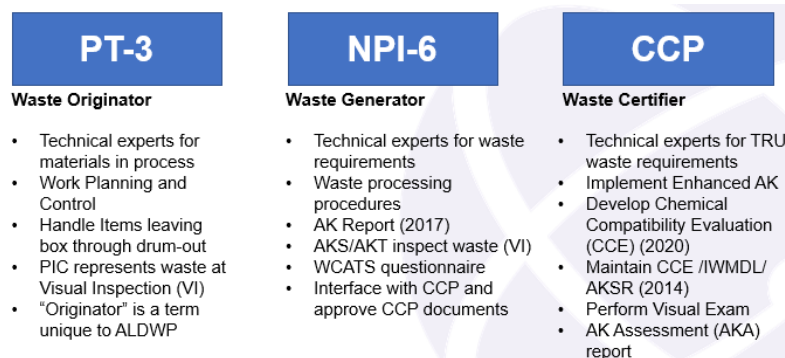 PT-3
Waste Originator
• Technical experts for
materials in process
• Work Planning and
Control
• Handle Items leaving
box through drum-out
• PIC represents waste at
Visual Inspection (VI)
• “Originator” is a term
unique to ALDWP
NPI-6
Waste Generator
• Technical experts for waste
requirements
• Waste processing
procedures
• AK Report (2017)
• AKS/AKT inspect waste (VI)
• WCATS questionnaire
• Interface with CCP and
approve CCP documents
CCP
Waste Certifier
• Technical experts for TRU
waste requirements
• Implement Enhanced AK
• Develop Chemical
Compatibility Evaluation
(CCE) (2020)
• Maintain CCE /IWMDL/
AKSR (2014)
• Perform Visual Exam
• AK Assessment (AKA)
report